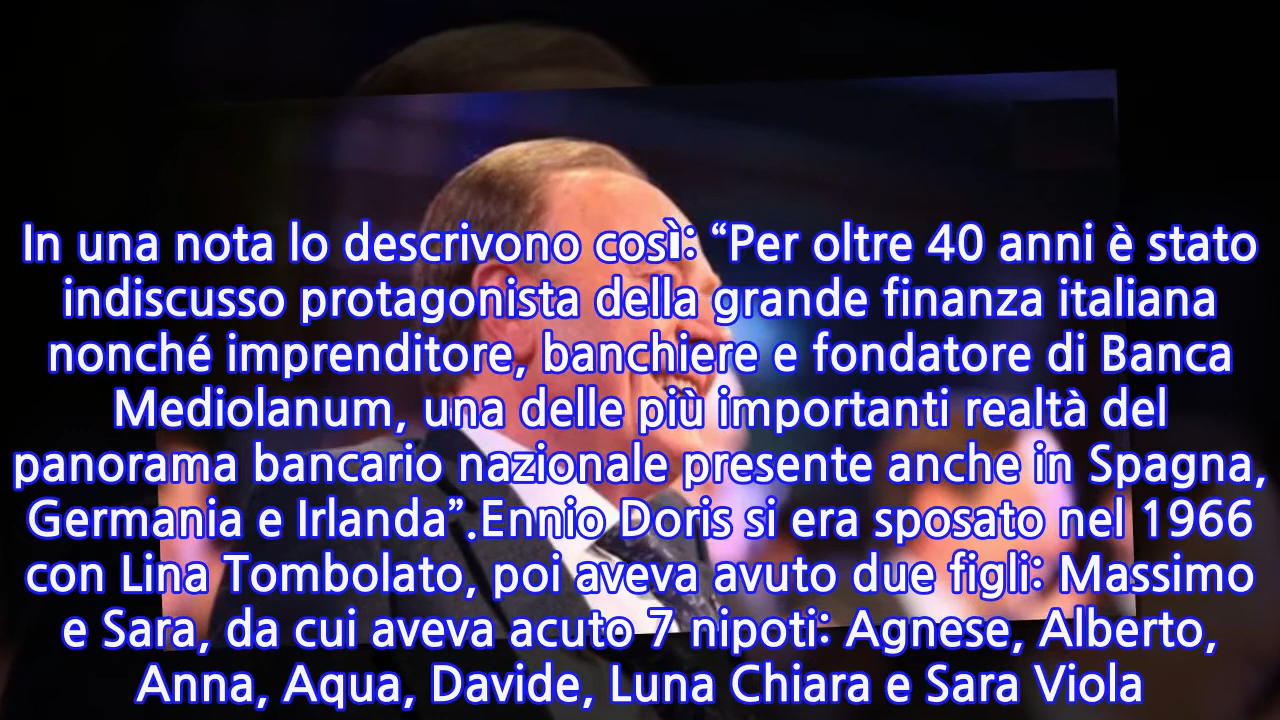 In una nota lo descrivono così: “Per oltre 40 anni è stato
indiscusso protagonista della grande finanza italiana
nonché imprenditore, banchiere e fondatore di Banca
Mediolanum, una delle più importanti realtà del
panorama bancario nazionale presente anche in Spagna,
Germania e Irlanda”.Ennio Doris si era sposato nel 1966
con Lina Tombolato, poi aveva avuto due figli: Massimo
e Sara, da cui aveva acuto 7 nipoti: Agnese, Alberto,
Anna, Aqua, Davide, Luna Chiara e Sara Viola